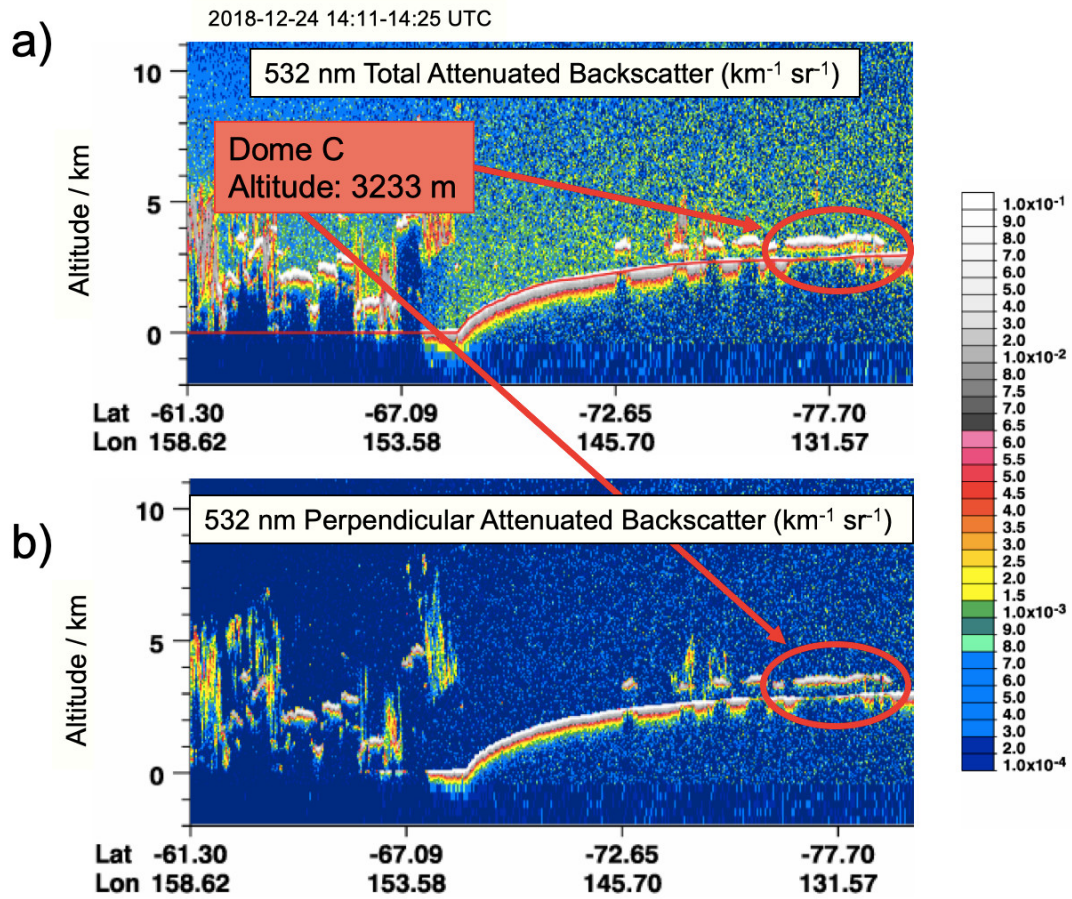 2018-12-24 14:11-14:25 UTC
a)
532 nm Total Attenuated Backscatter (km⁻¹ sr⁻¹)
10
Dome C
Altitude: 3233 m
5
0
Altitude / km
Lat -61.30 -67.09 -72.65 -77.70
Lon 158.62 153.58 145.70 131.57
b)
532 nm Perpendicular Attenuated Backscatter (km⁻¹ sr⁻¹)
10
5
0
Altitude / km
Lat -61.30 -67.09 -72.65 -77.70
Lon 158.62 153.58 145.70 131.57
1.0x10⁻¹
9.0
8.0
7.0
6.0
5.0
4.0
3.0
2.0
1.0x10⁻²
8.0
7.5
7.0
6.5
6.0
5.5
5.0
4.5
4.0
3.5
3.0
2.5
2.0
1.5
1.0x10⁻³
9.0
8.0
7.0
6.0
5.0
4.0
3.0
2.0
1.0x10⁻⁴